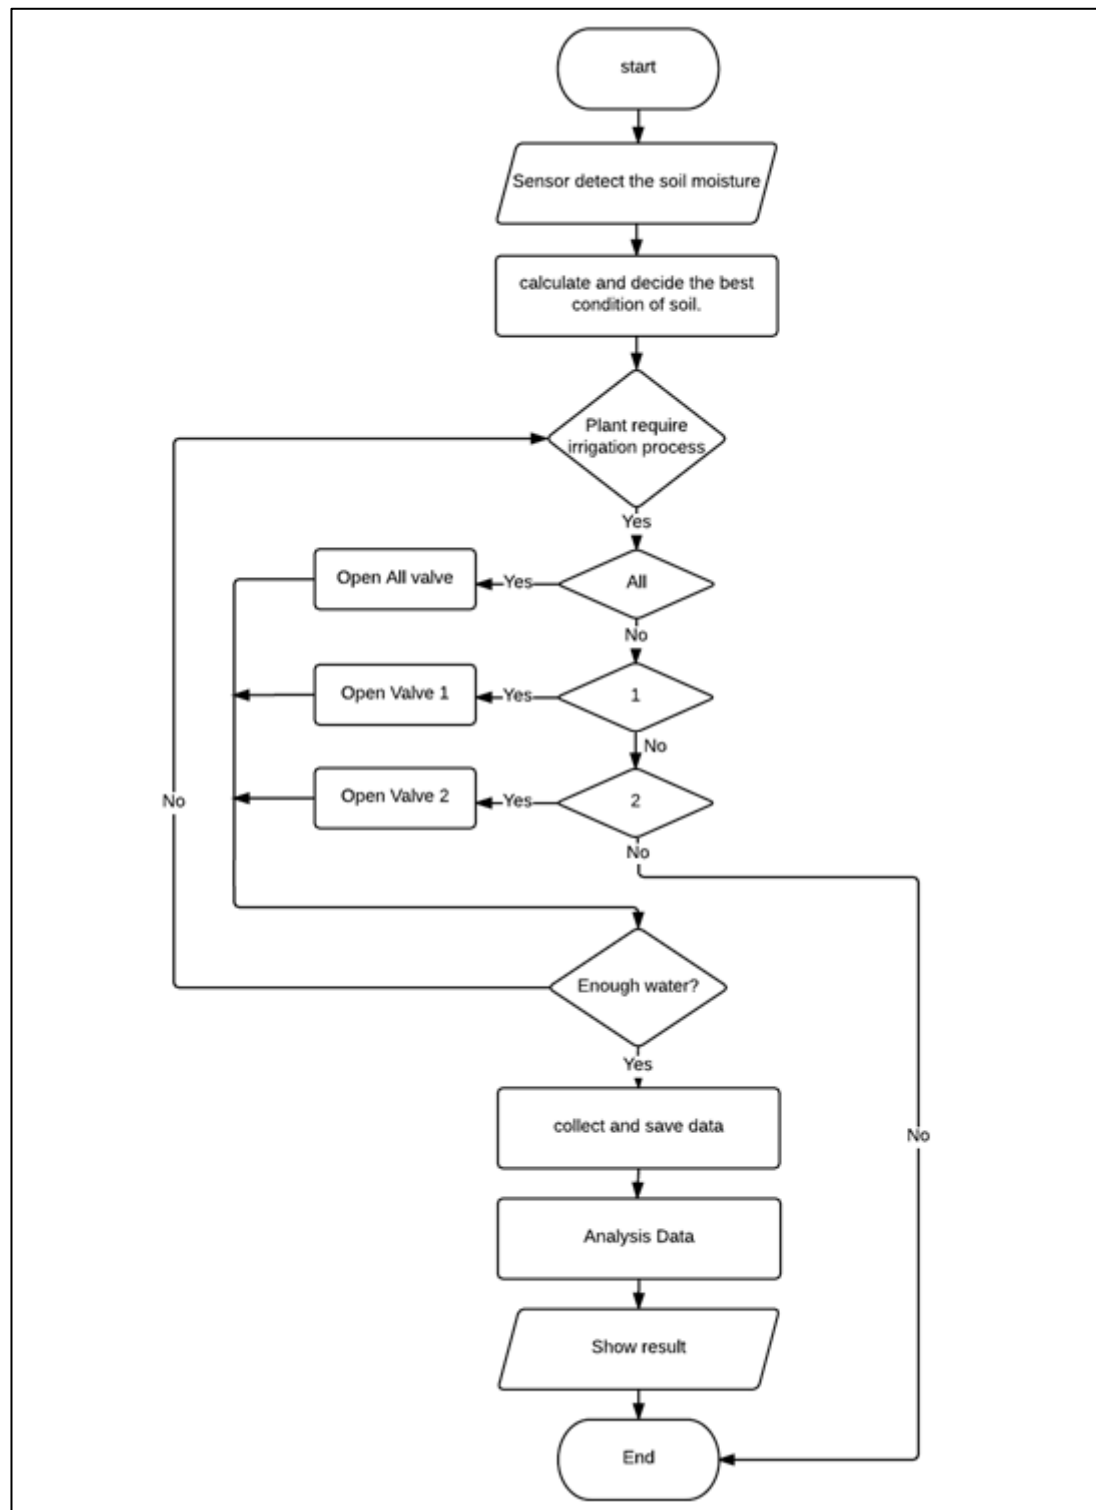 start
Sensor detect the soil moisture
calculate and decide the best
condition of soil.
Plant require
irrigation process
Yes
Open All valve
Yes
All
No
Open Valve 1
Yes
1
No
Open Valve 2
Yes
2
No
No
Enough water?
Yes
collect and save data
No
Analysis Data
Show result
End